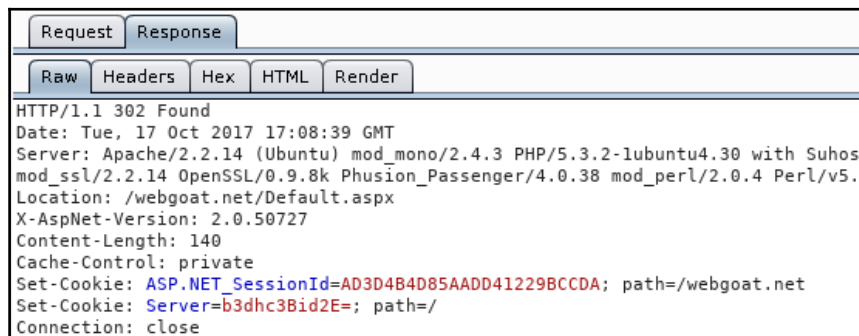 Request Response
Raw Headers Hex HTML Render
HTTP/1.1 302 Found
Date: Tue, 17 Oct 2017 17:08:39 GMT
Server: Apache/2.2.14 (Ubuntu) mod_mono/2.4.3 PHP/5.3.2-1ubuntu4.30 with Suhos
mod_ssl/2.2.14 OpenSSL/0.9.8k Phusion_Passenger/4.0.38 mod_perl/2.0.4 Perl/v5.
Location: /webgoat.net/Default.aspx
X-AspNet-Version: 2.0.50727
Content-Length: 140
Cache-Control: private
Set-Cookie: ASP.NET_SessionId=AD3D4B4D85AADD41229BCCDA; path=/webgoat.net
Set-Cookie: Server=b3dhc3Bid2E=; path=/
Connection: close